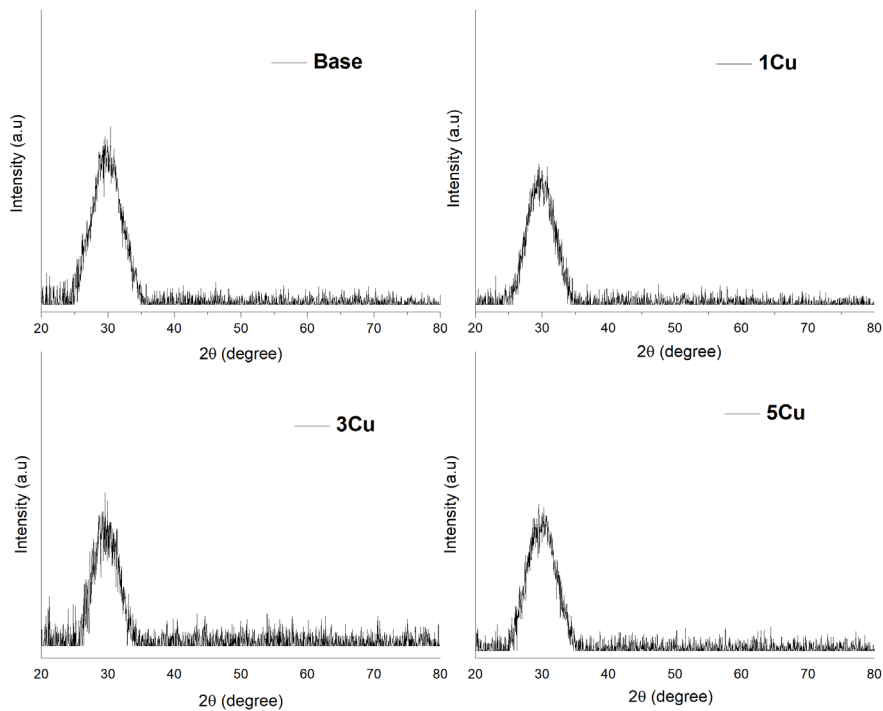 Base
Intensity (a.u)
20 30 40 50 60 70 80
2θ (degree)
1Cu
Intensity (a.u)
20 30 40 50 60 70 80
2θ (degree)
3Cu
Intensity (a.u)
20 30 40 50 60 70 80
2θ (degree)
5Cu
Intensity (a.u)
20 30 40 50 60 70 80
2θ (degree)